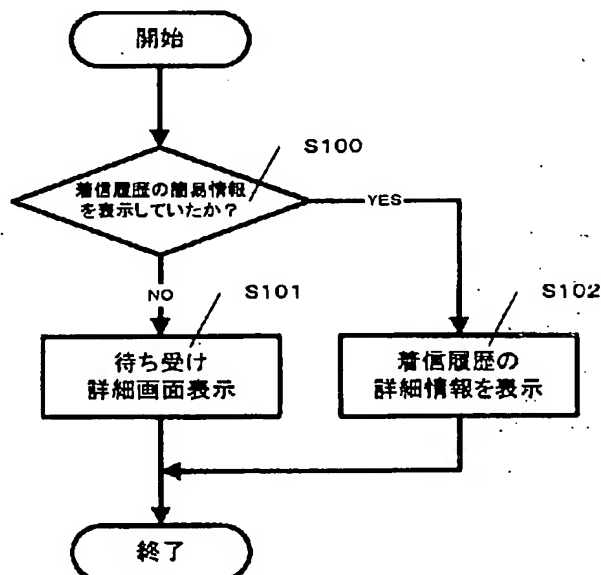 開始
S100
着信履歴の簡易情報
を表示していたか？
YES
NO
S101
S102
待ち受け
詳細画面表示
着信履歴の
詳細情報を表示
終了